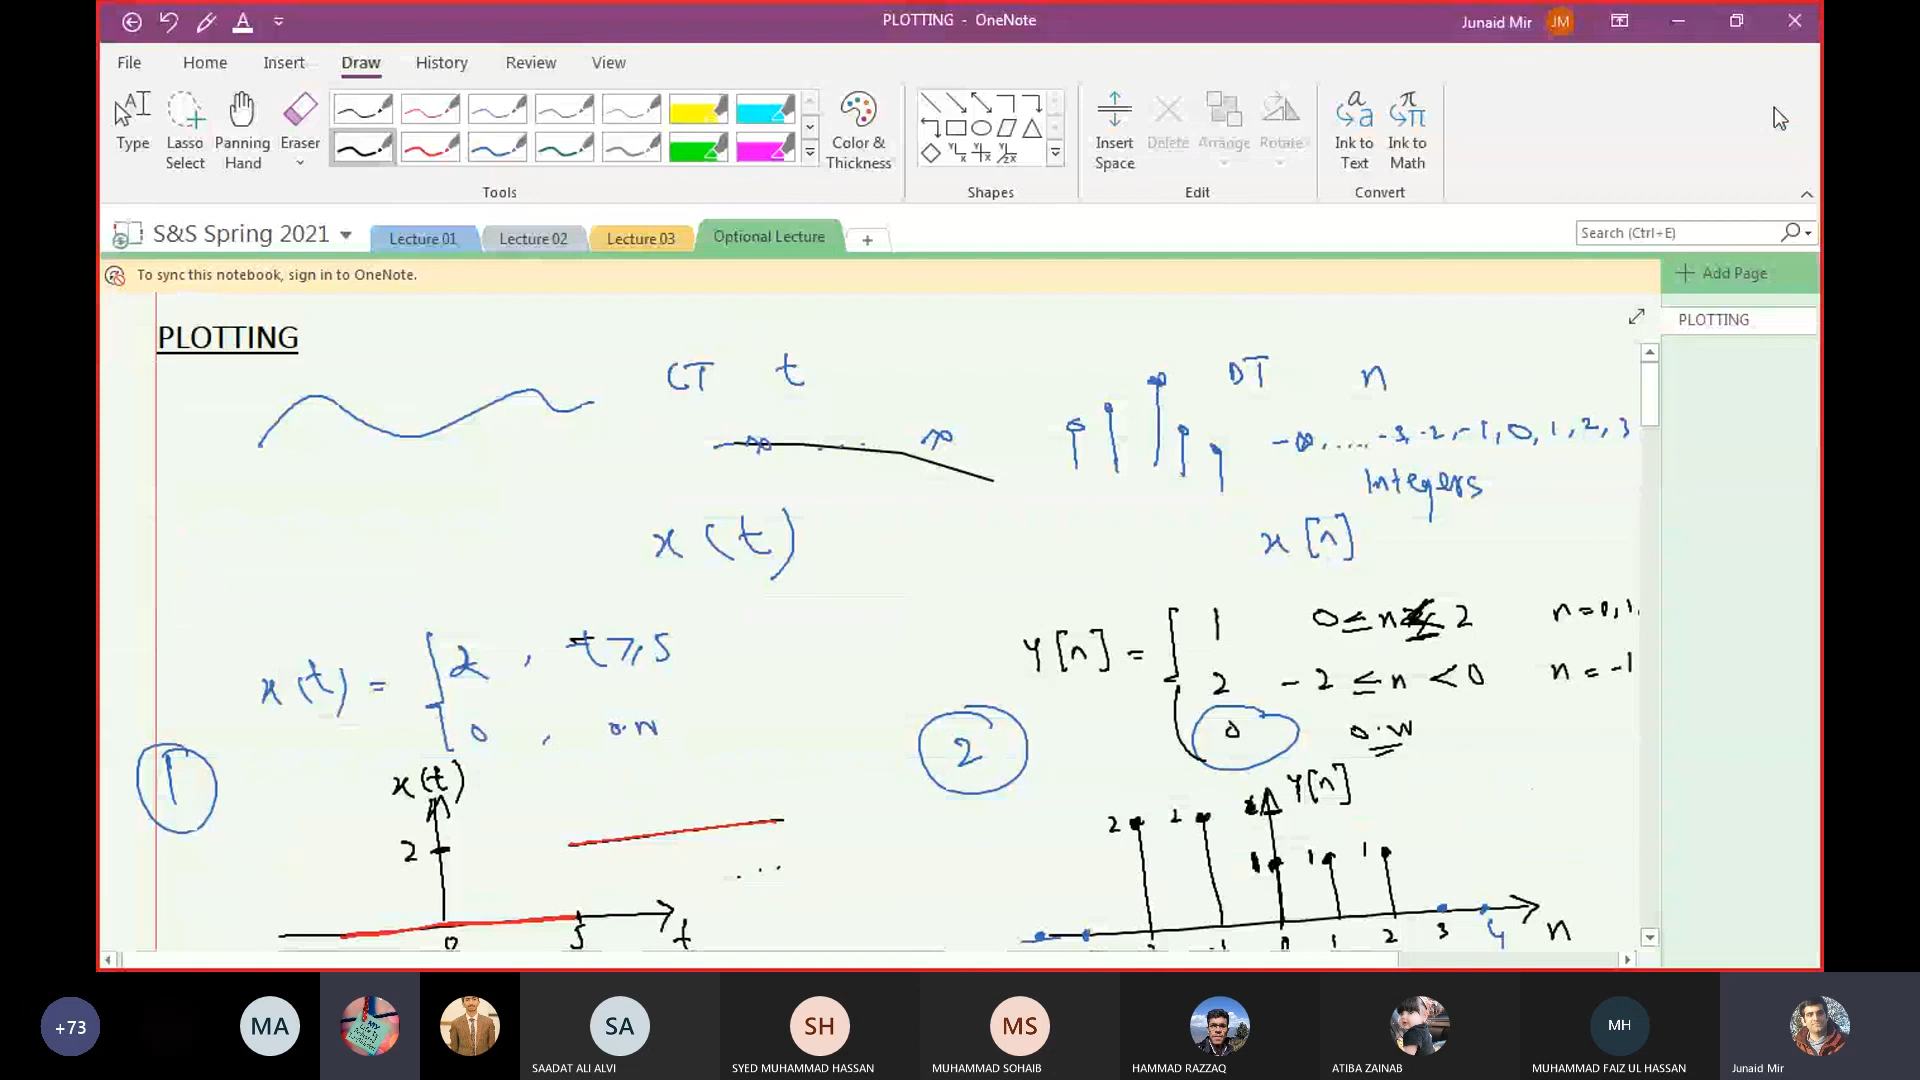 PLOTTING - OneNote
Junaid Mir JM
File Home Insert Draw History Review View
Type
Lasso Select
Panning Hand
Eraser
Color & Thickness
Insert Space
Delete
Arrange
Rotate
Ink to Text
Ink to Math
Tools
Shapes
Edit
Convert
S&S Spring 2021
Lecture 01
Lecture 02
Lecture 03
Optional Lecture
+
Search (Ctrl+E)
To sync this notebook, sign in to OneNote.
Add Page
PLOTTING
PLOTTING
CT t
DT n
-∞ ∞
-∞, .... -3, -2, -1, 0, 1, 2, 3
Integers
x(t)
x[n]
x(t) = { 2 , t ≥ 5
0 , o.w
Y[n] = { 1 0 ≤ n ≤ 2 n = 0, 1,
2 -2 ≤ n < 0 n = -1
0 o.w
1
2
x(t)
2
....
0 5 t
Y[n]
2 2
1 1 1
0 1 2 3 4 n
+73
MA
MY
SA
SAADAT ALI ALVI
SH
SYED MUHAMMAD HASSAN
MS
MUHAMMAD SOHAIB
HAMMAD RAZZAQ
ATIBA ZAINAB
MH
MUHAMMAD FAIZ UL HASSAN
Junaid Mir